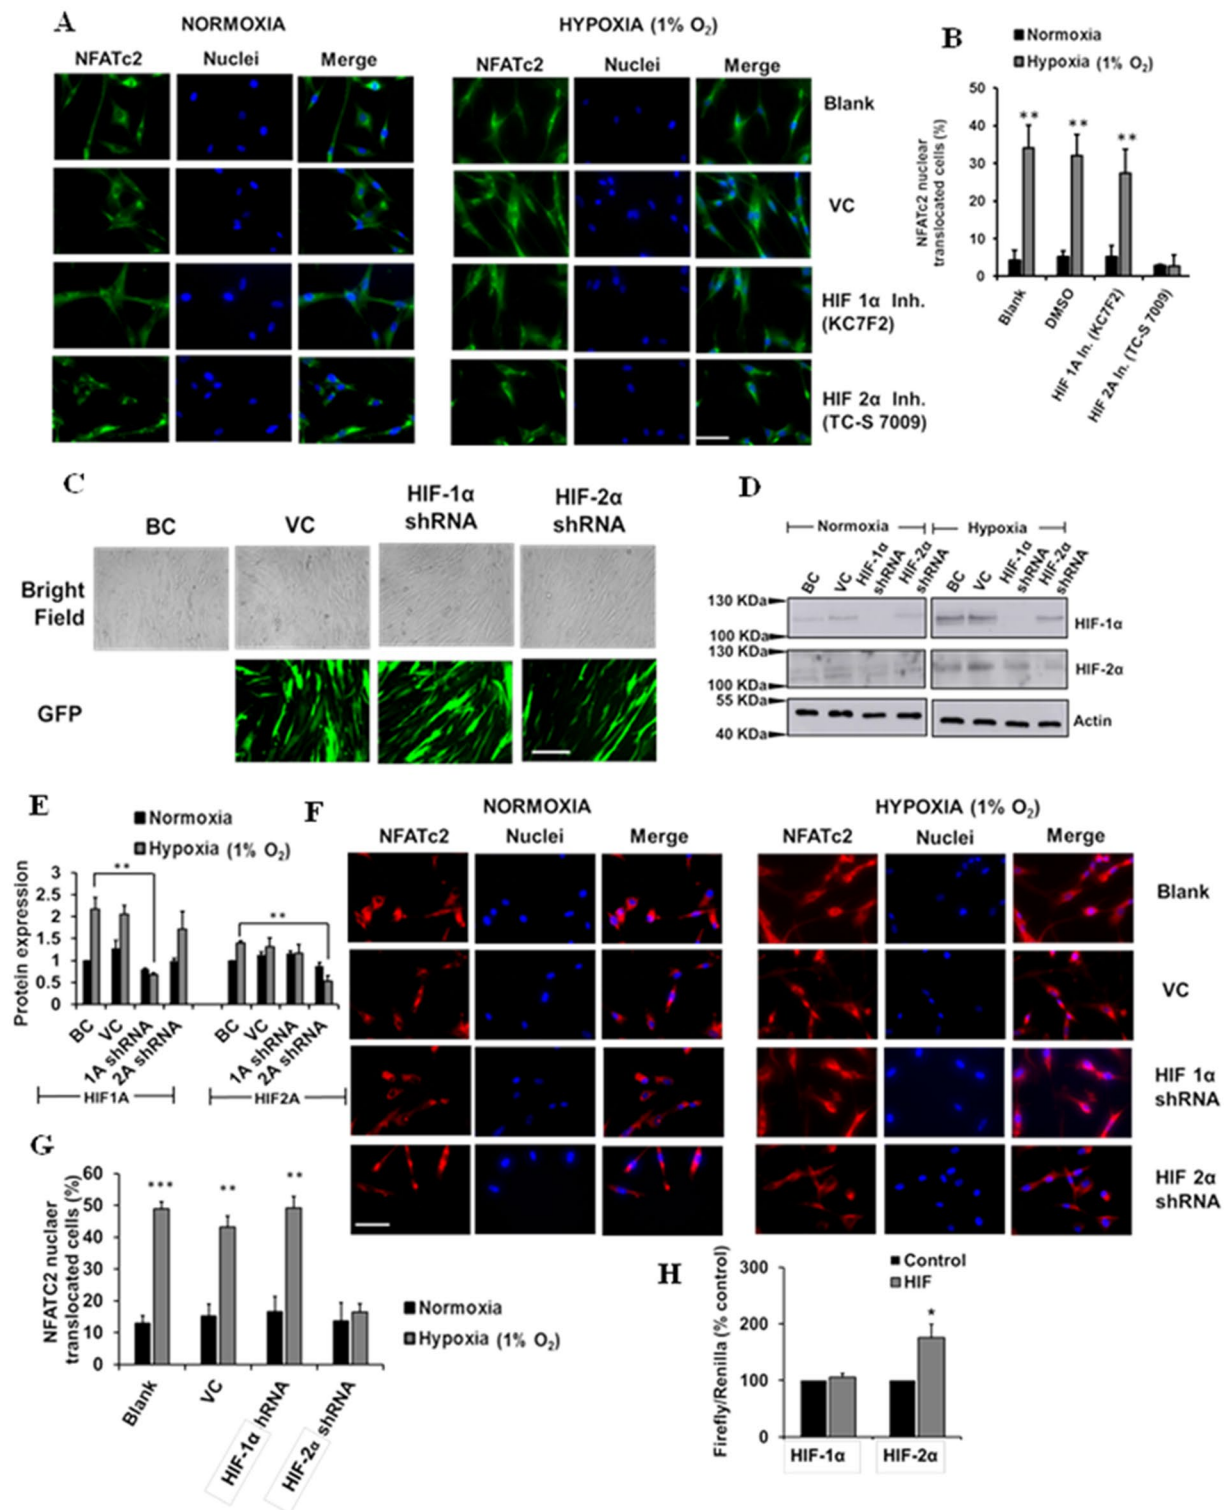 A
NORMOXIA
HYPOXIA (1% O₂)
NFATc2 Nuclei Merge
NFATc2 Nuclei Merge
Blank
VC
HIF 1α Inh.
(KC7F2)
HIF 2α Inh.
(TC-S 7009)
B
Normoxia
Hypoxia (1% O₂)
NFATc2 nuclear
translocated cells (%)
50
40
30
20
10
0
** ** **
Blank
DMSO
HIF 1A In. (KC7F2)
HIF 2A In. (TC-S 7009)
C
BC
VC
HIF-1α
shRNA
HIF-2α
shRNA
Bright
Field
GFP
D
Normoxia
Hypoxia
BC
VC
HIF-1α
shRNA
HIF-2α
shRNA
BC
VC
HIF-1α
shRNA
HIF-2α
shRNA
130 KDa
100 KDa
HIF-1α
130 KDa
100 KDa
HIF-2α
55 KDa
40 KDa
Actin
E
Normoxia
Hypoxia (1% O₂)
Protein expression
3
2.5
2
1.5
1
0.5
0
**
**
BC
VC
1A shRNA
2A shRNA
BC
VC
1A shRNA
2A shRNA
HIF1A
HIF2A
F
NORMOXIA
HYPOXIA (1% O₂)
NFATc2 Nuclei Merge
NFATc2 Nuclei Merge
Blank
VC
HIF 1α
shRNA
HIF 2α
shRNA
G
NFATC2 nuclaer
translocated cells (%)
60
50
40
30
20
10
0
*** ** **
Blank
VC
HIF-1α hRNA
HIF-2α shRNA
Normoxia
Hypoxia (1% O₂)
H
Control
HIF
Firefly/Renilla (% control)
300
200
100
0
*
HIF-1α
HIF-2α